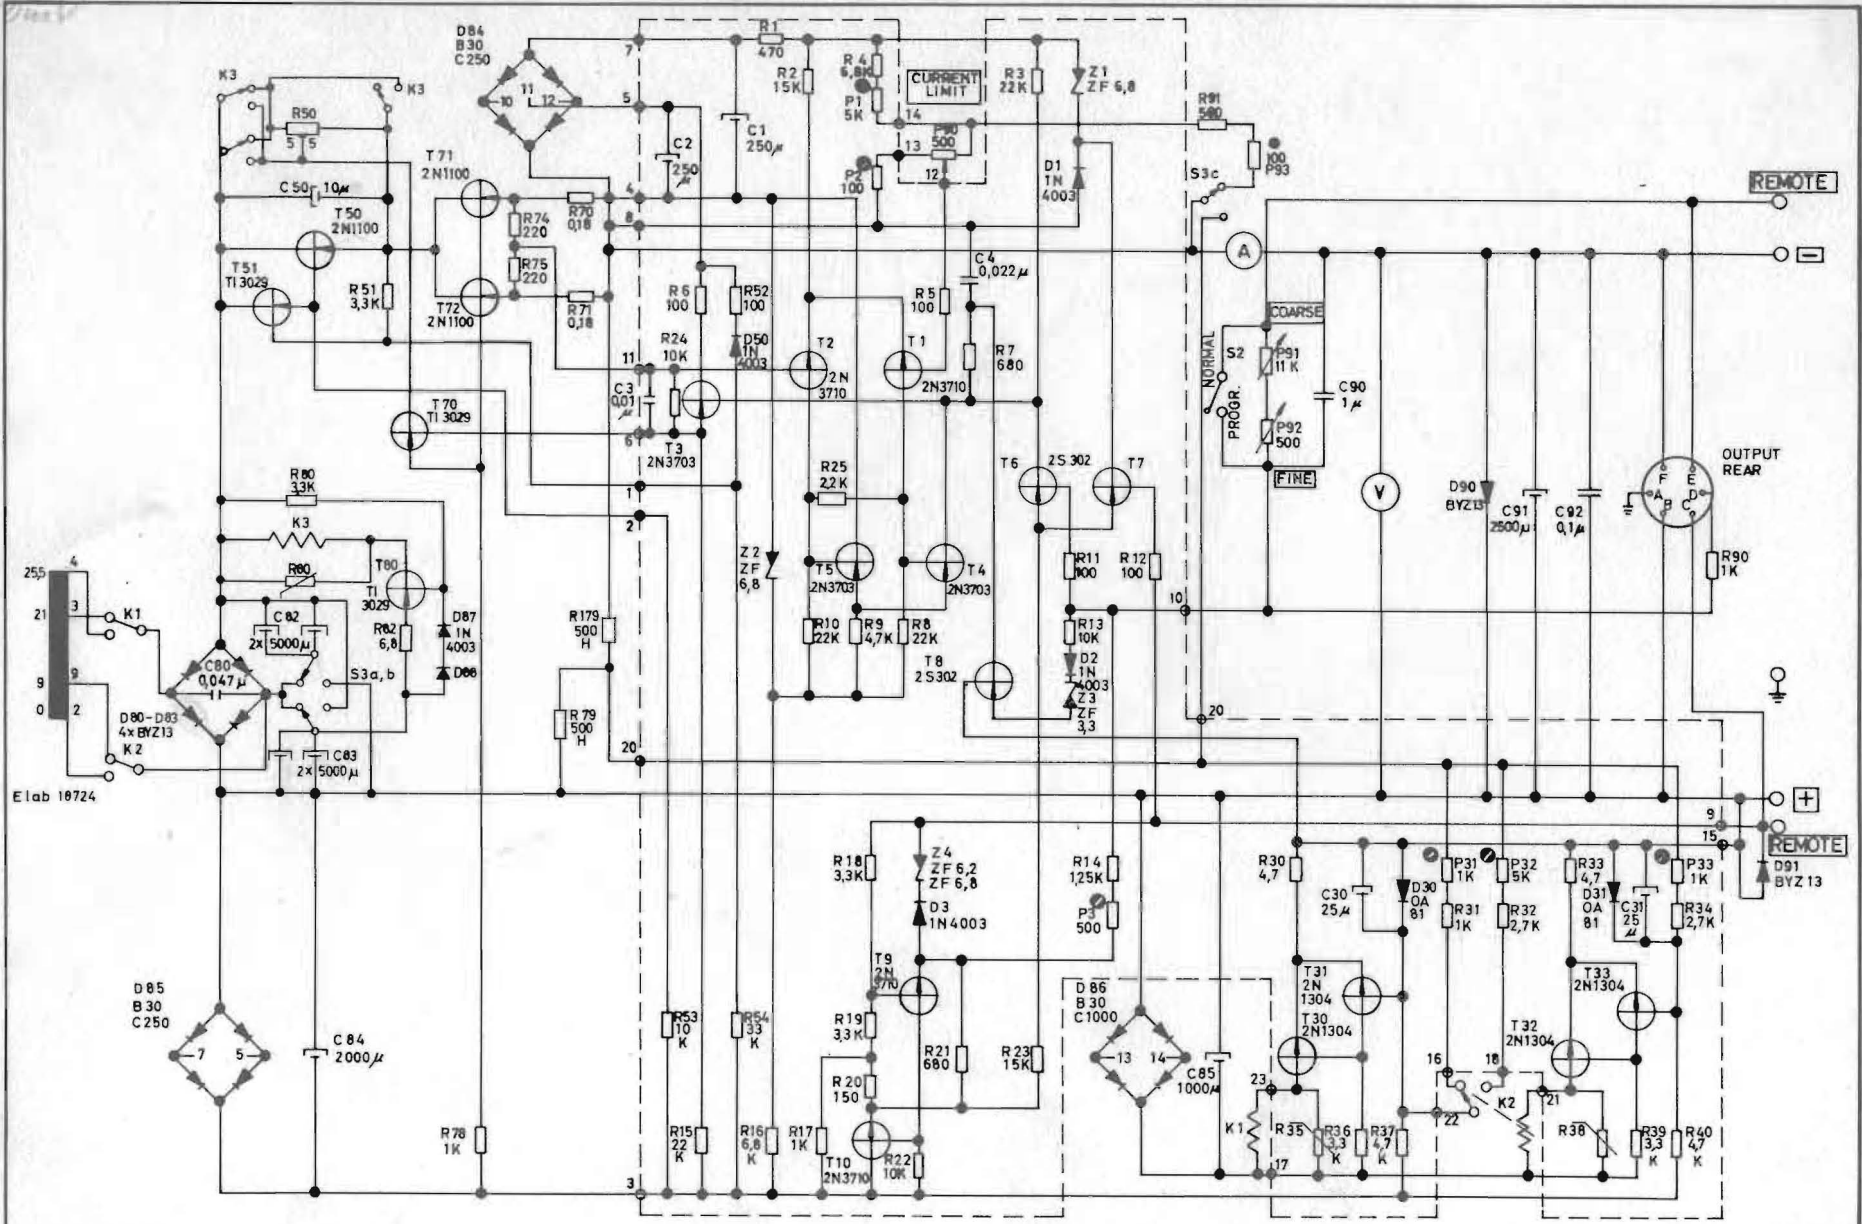 D84
B30
C250
K3
K3
R50
5 5
C50 10µ
T50
2N1100
T51
TI3029
R51
3,3K
T71
2N1100
R74
220
R75
220
T72
2N1100
R70
0,18
R71
0,18
10 11 12
7
5
4
8
R1
470
R2
15K
R4
6,8K
P1
5K
CURRENT
LIMIT
14
P90
500
13
12
P2
100
R3
22K
Z1
ZF 6,8
C1
250µ
C2
250
µ
D1
1N
4003
R91
560
100
P93
S3c
REMOTE
A
C4
0,022µ
R6
100
R52
100
R5
100
R24
10K
D50
1N
4003
T2
2N
3710
T1
2N3710
R7
680
11
C3
0,01
µ
6
T3
2N3703
T70
TI 3029
COARSE
NORMAL
S2
PROGR.
P91
11 K
P92
500
FINE
C90
1µ
V
D90
BYZ13
C91
2500µ
C92
0,1µ
F E
A D
B C
OUTPUT
REAR
R90
1K
R25
2,2K
T6
2S302
T7
1
2
R80
33K
K3
R80
T80
TI
3029
R82
6,8
D87
1N
4003
D88
C82
2x 5000µ
C80
0,047µ
S3a,b
D80-D83
4xBYZ13
C83
2x 5000µ
25,5
4
21
3
K1
9
9
0
2
K2
Elab 18724
R179
500
H
R79
500
H
20
Z2
ZF
6,8
T5
2N3703
T4
2N3703
R10
22K
R9
4,7K
R8
22K
T8
2S302
R11
100
R12
100
R13
10K
D2
1N
4003
Z3
ZF
3,3
10
20
9
15
REMOTE
D91
BYZ13
R18
3,3K
Z4
ZF6,2
ZF6,8
D3
1N4003
R14
1,25K
P3
500
R30
4,7
C30
25µ
D30
OA
81
P31
1K
R31
1K
P32
5K
R32
2,7K
R33
4,7
D31
OA
81
C31
25
µ
P33
1K
R34
2,7K
D85
B30
C250
7 5
C84
2000µ
R53
10
K
R54
33
K
T9
2N
3710
R19
3,3K
R20
150
R21
680
R23
15K
D86
B30
C1000
13 14
C85
1000µ
T31
2N
1304
T30
2N1304
T32
2N1304
T33
2N1304
23
16
18
K2
22
21
R78
1K
R15
22
K
R16
6,8
K
R17
1K
T10
2N3710
R22
10K
K1
17
R35
R36
3,3
K
R37
4,7
K
R38
R39
3,3
K
R40
4,7
K
3